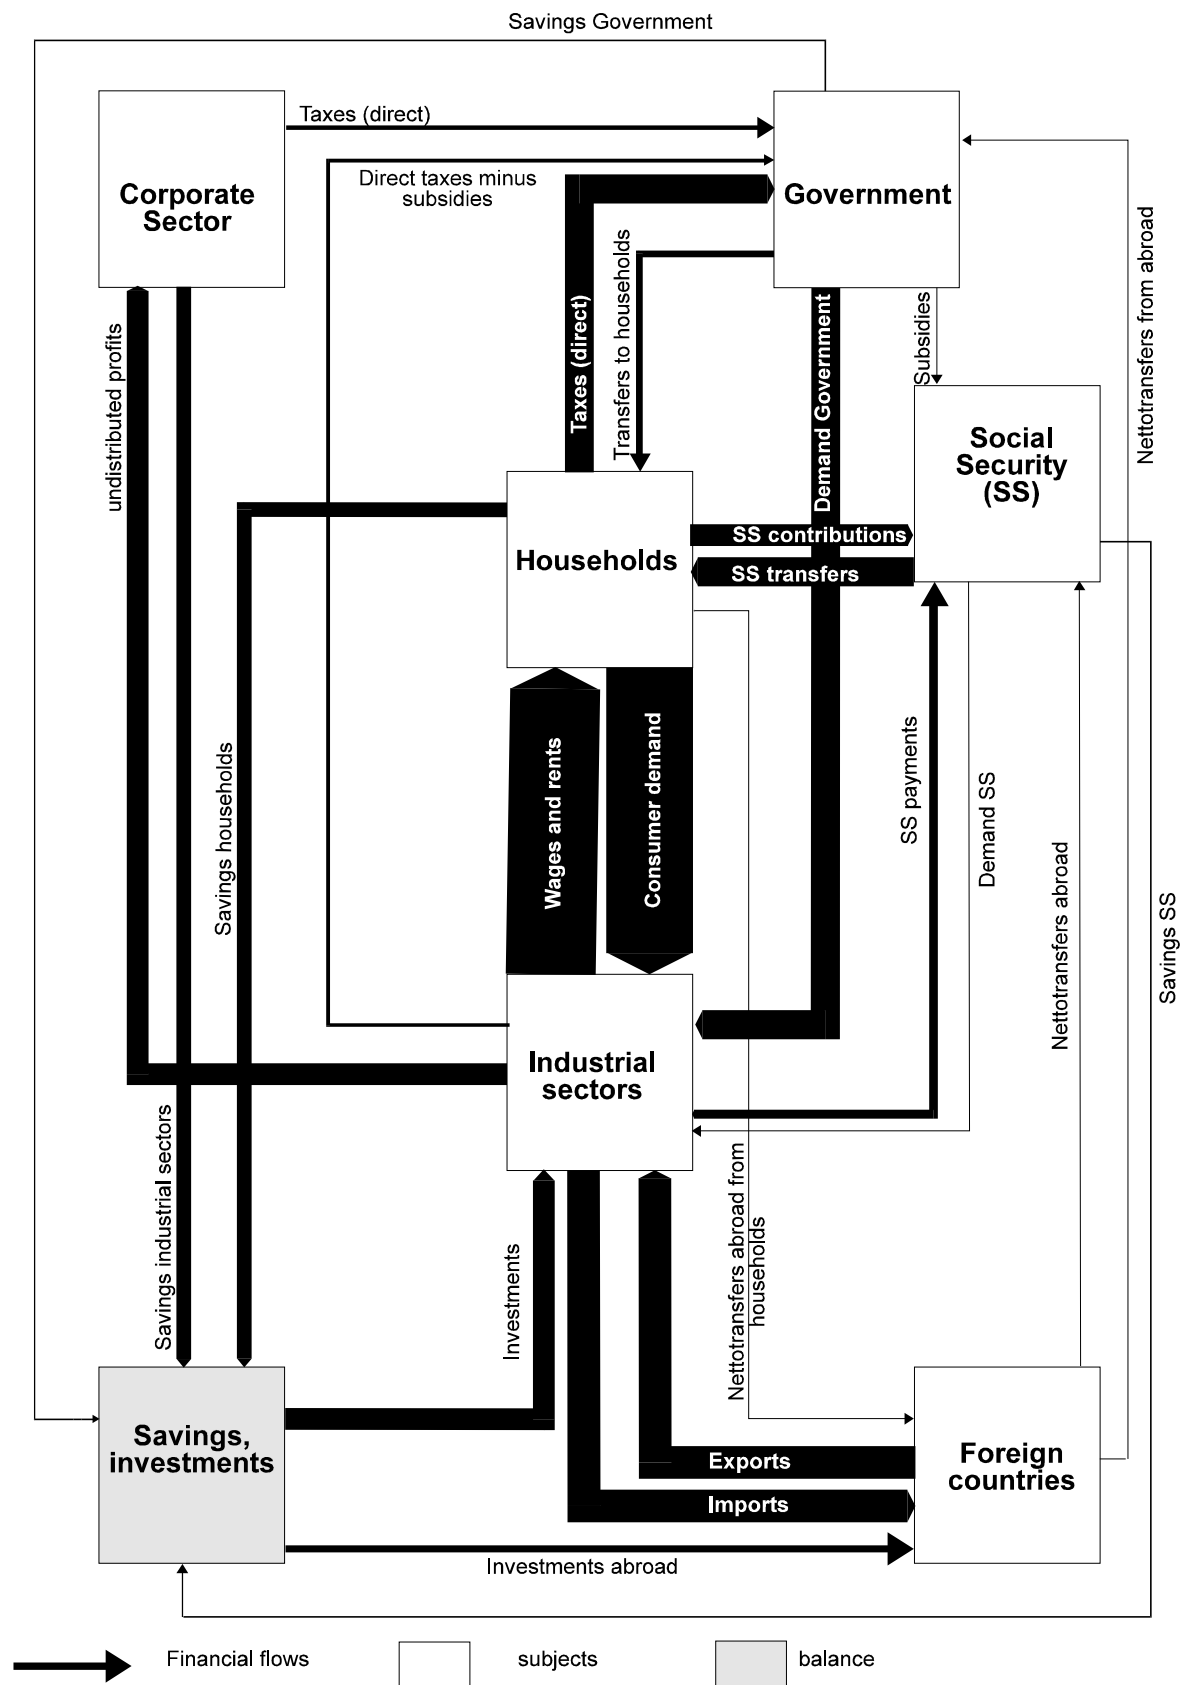 Savings Government
Taxes (direct)
Direct taxes minus
subsidies
Corporate
Sector
Government
Nettotransfers from abroad
undistributed profits
Taxes (direct)
Transfers to households
Demand Government
Subsidies
Social
Security
(SS)
SS contributions
Households
SS transfers
Savings households
Wages and rents
Consumer demand
SS payments
Demand SS
Nettotransfers abroad
Savings SS
Industrial
sectors
Savings industrial sectors
Investments
Nettotransfers abroad from
households
Savings,
investments
Exports
Foreign
countries
Imports
Investments abroad
Financial flows
subjects
balance